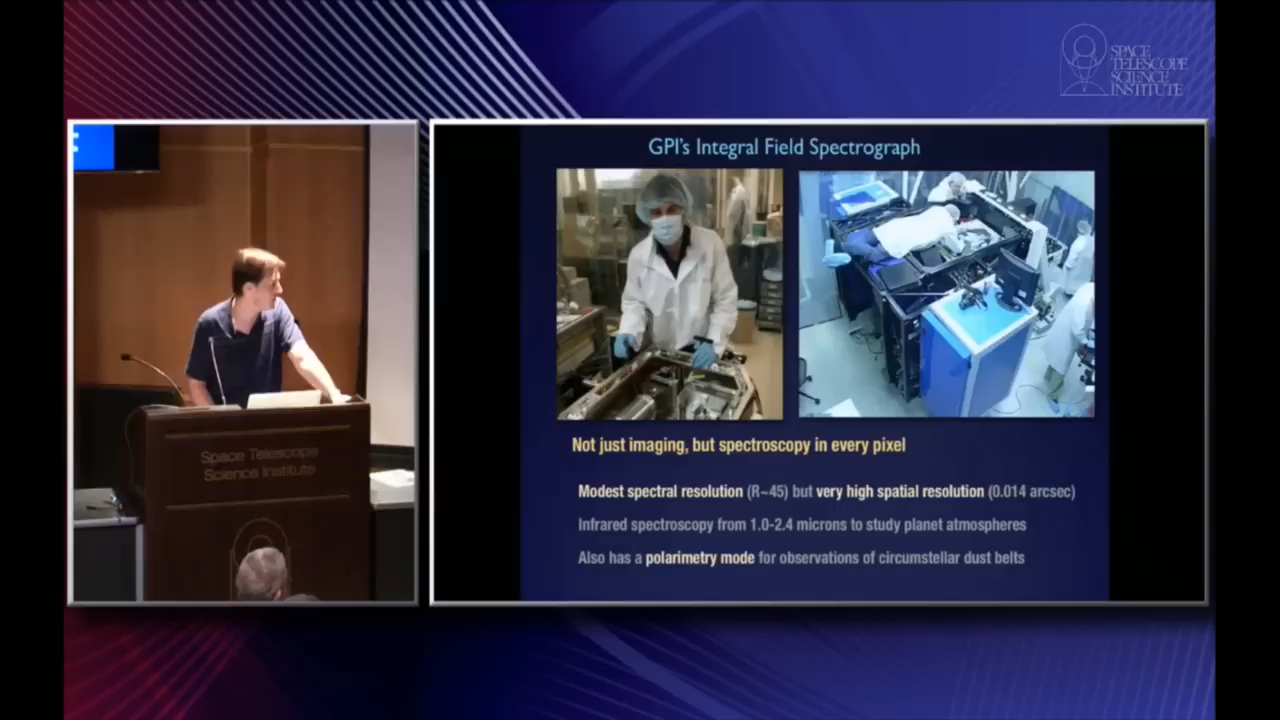 SPACE
TELESCOPE
SCIENCE
INSTITUTE
GPI's Integral Field Spectrograph
Space Telescope
Science Institute
Not just imaging, but spectroscopy in every pixel
Modest spectral resolution (R~45) but very high spatial resolution (0.014 arcsec)
Infrared spectroscopy from 1.0-2.4 microns to study planet atmospheres
Also has a polarimetry mode for observations of circumstellar dust belts